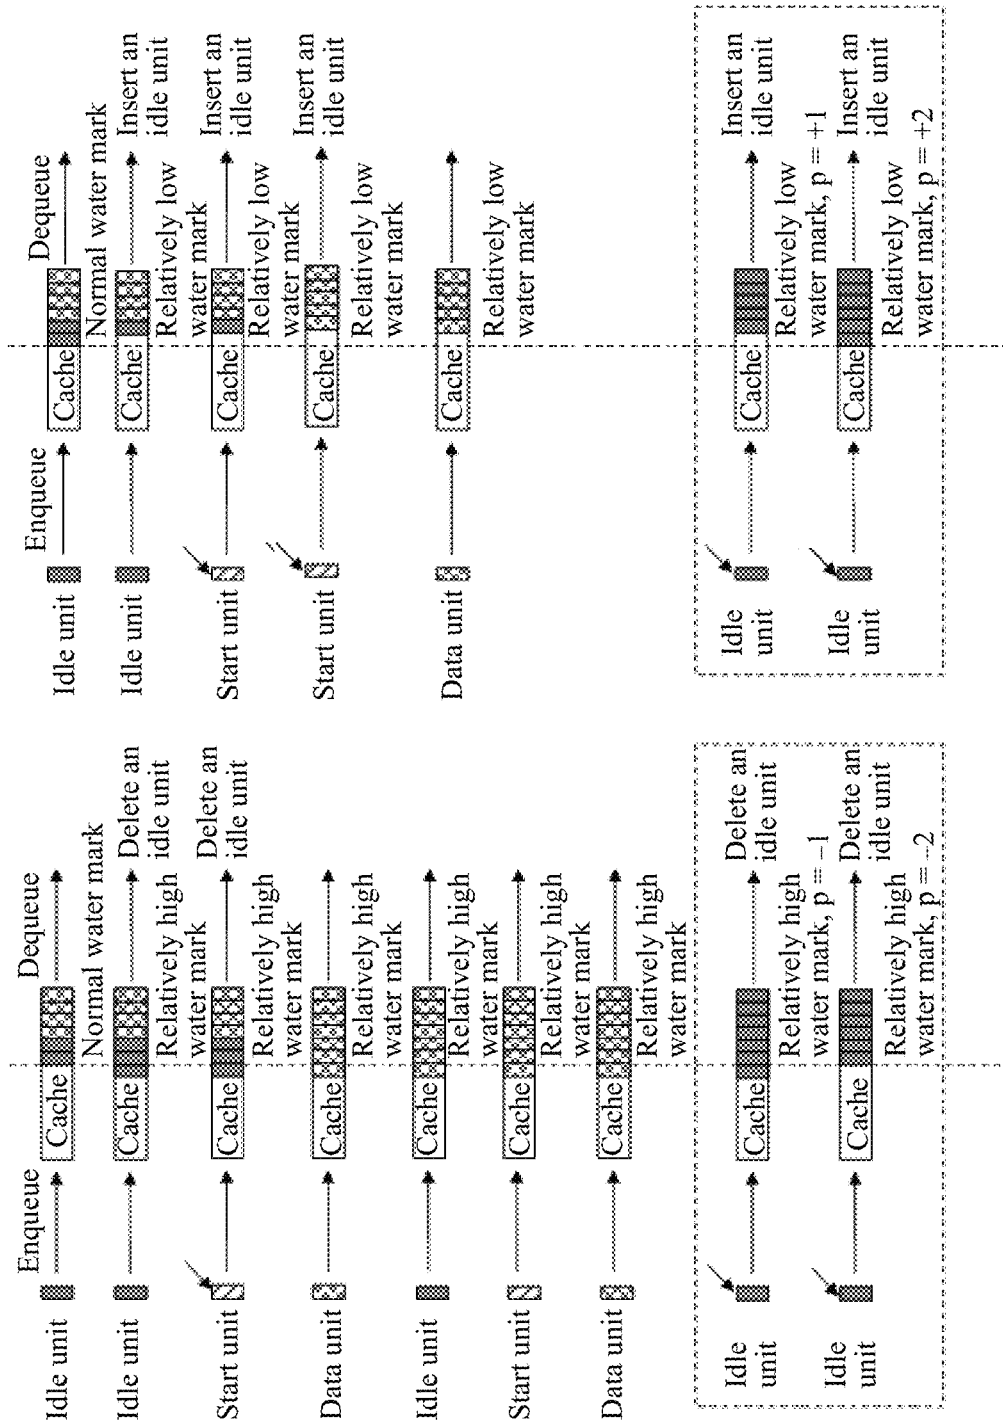 Enqueue
Dequeue
Idle unit
Cache
Normal water mark
Idle unit
Cache
Relatively high
water mark
Delete an
idle unit
Start unit
Cache
Relatively high
water mark
Delete an
idle unit
Data unit
Cache
Relatively high
water mark
Idle unit
Cache
Relatively high
water mark
Start unit
Cache
Relatively high
water mark
Data unit
Cache
Relatively high
water mark
Idle
unit
Cache
Relatively high
water mark, p = –1
Delete an
idle unit
Idle
unit
Cache
Relatively high
water mark, p = –2
Delete an
idle unit
Enqueue
Dequeue
Idle unit
Cache
Normal water mark
Idle unit
Cache
Relatively low
water mark
Insert an
idle unit
Start unit
Cache
Relatively low
water mark
Insert an
idle unit
Start unit
Cache
Relatively low
water mark
Insert an
idle unit
Data unit
Cache
Relatively low
water mark
Idle
unit
Cache
Relatively low
water mark, p = +1
Insert an
idle unit
Idle
unit
Cache
Relatively low
water mark, p = +2
Insert an
idle unit